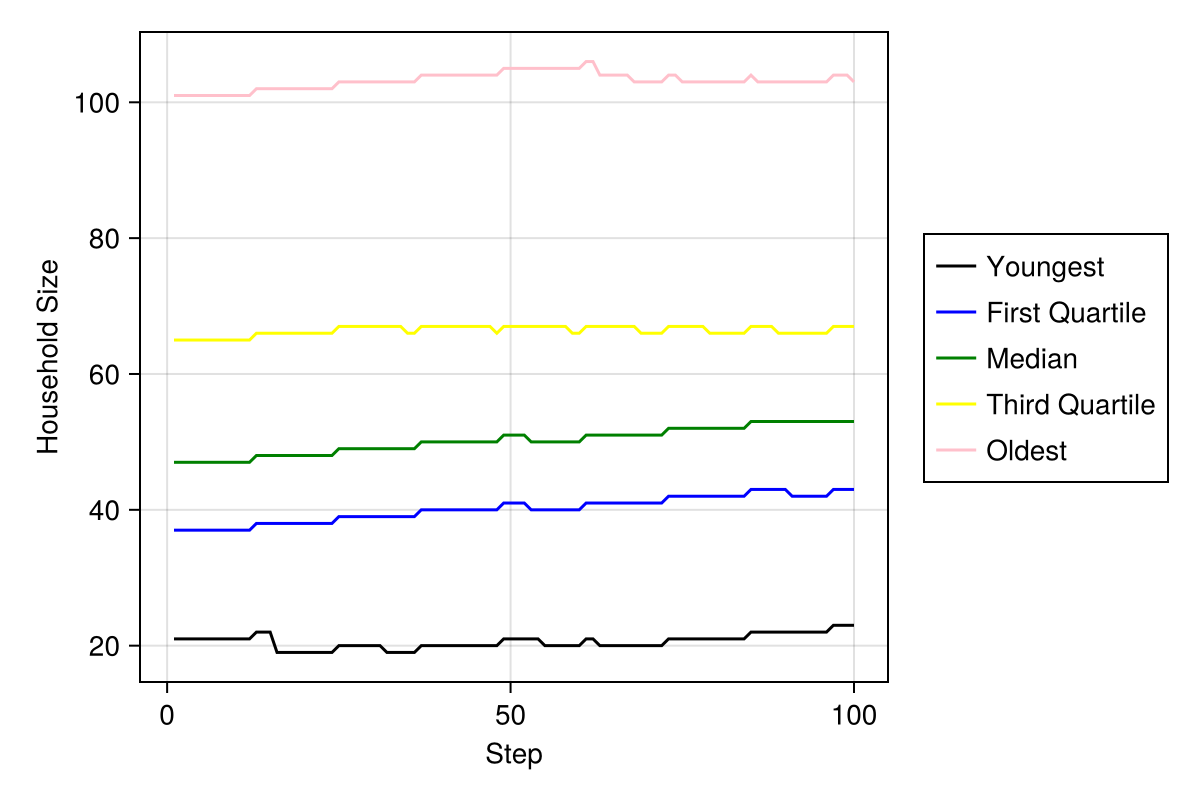 Household Size
100
80
60
40
20
0
50
100
Step
Youngest
First Quartile
Median
Third Quartile
Oldest